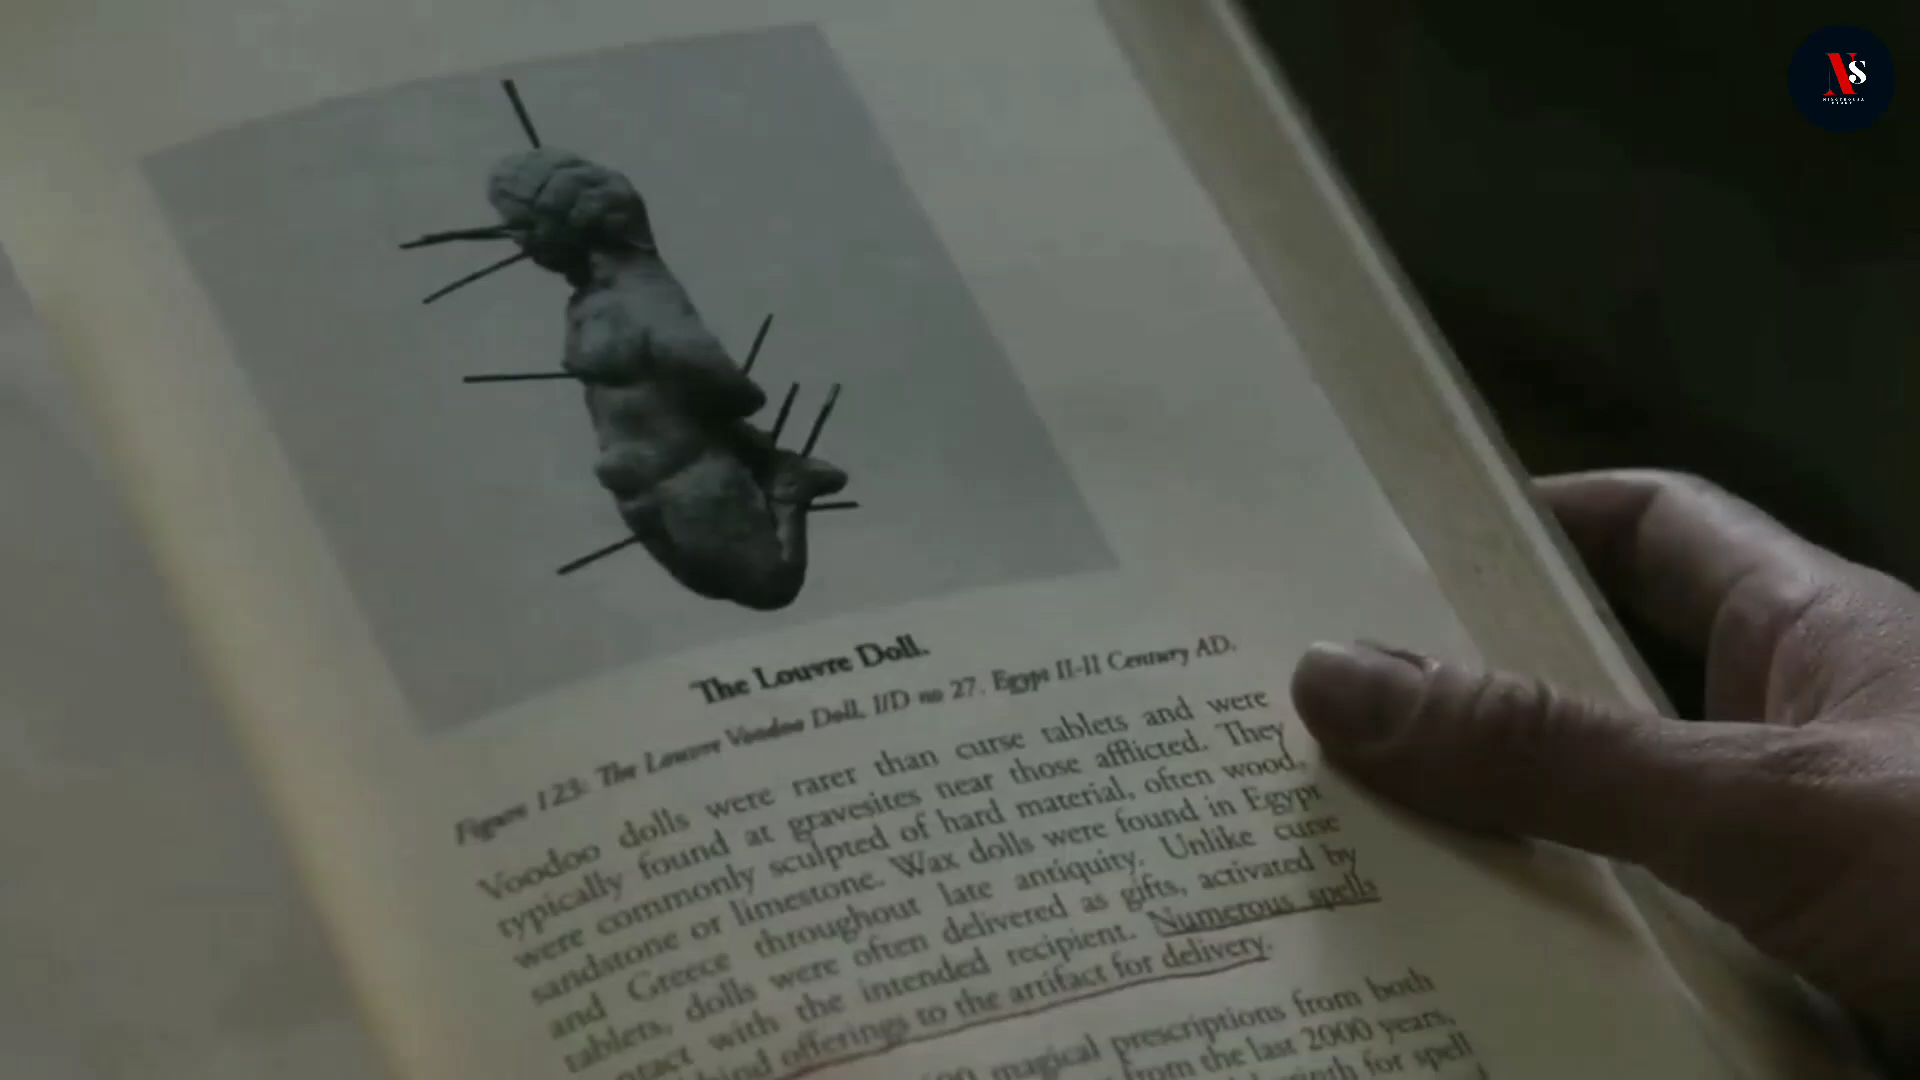 NS
The Louvre Doll.
Figure 123: The Louvre Voodoo Doll, I/D no 27. Egypt II-II Century AD.
Voodoo dolls were rarer than curse tablets and were
typically found at gravesites near those afflicted. They
were commonly sculpted of hard material, often wood,
sandstone or limestone. Wax dolls were found in Egypt
and Greece throughout late antiquity. Unlike curse
tablets, dolls were often delivered as gifts, activated by
with the intended recipient. Numerous spells
bind offerings to the artifact for delivery.
magical prescriptions from both
from the last 2000 years,
for spell